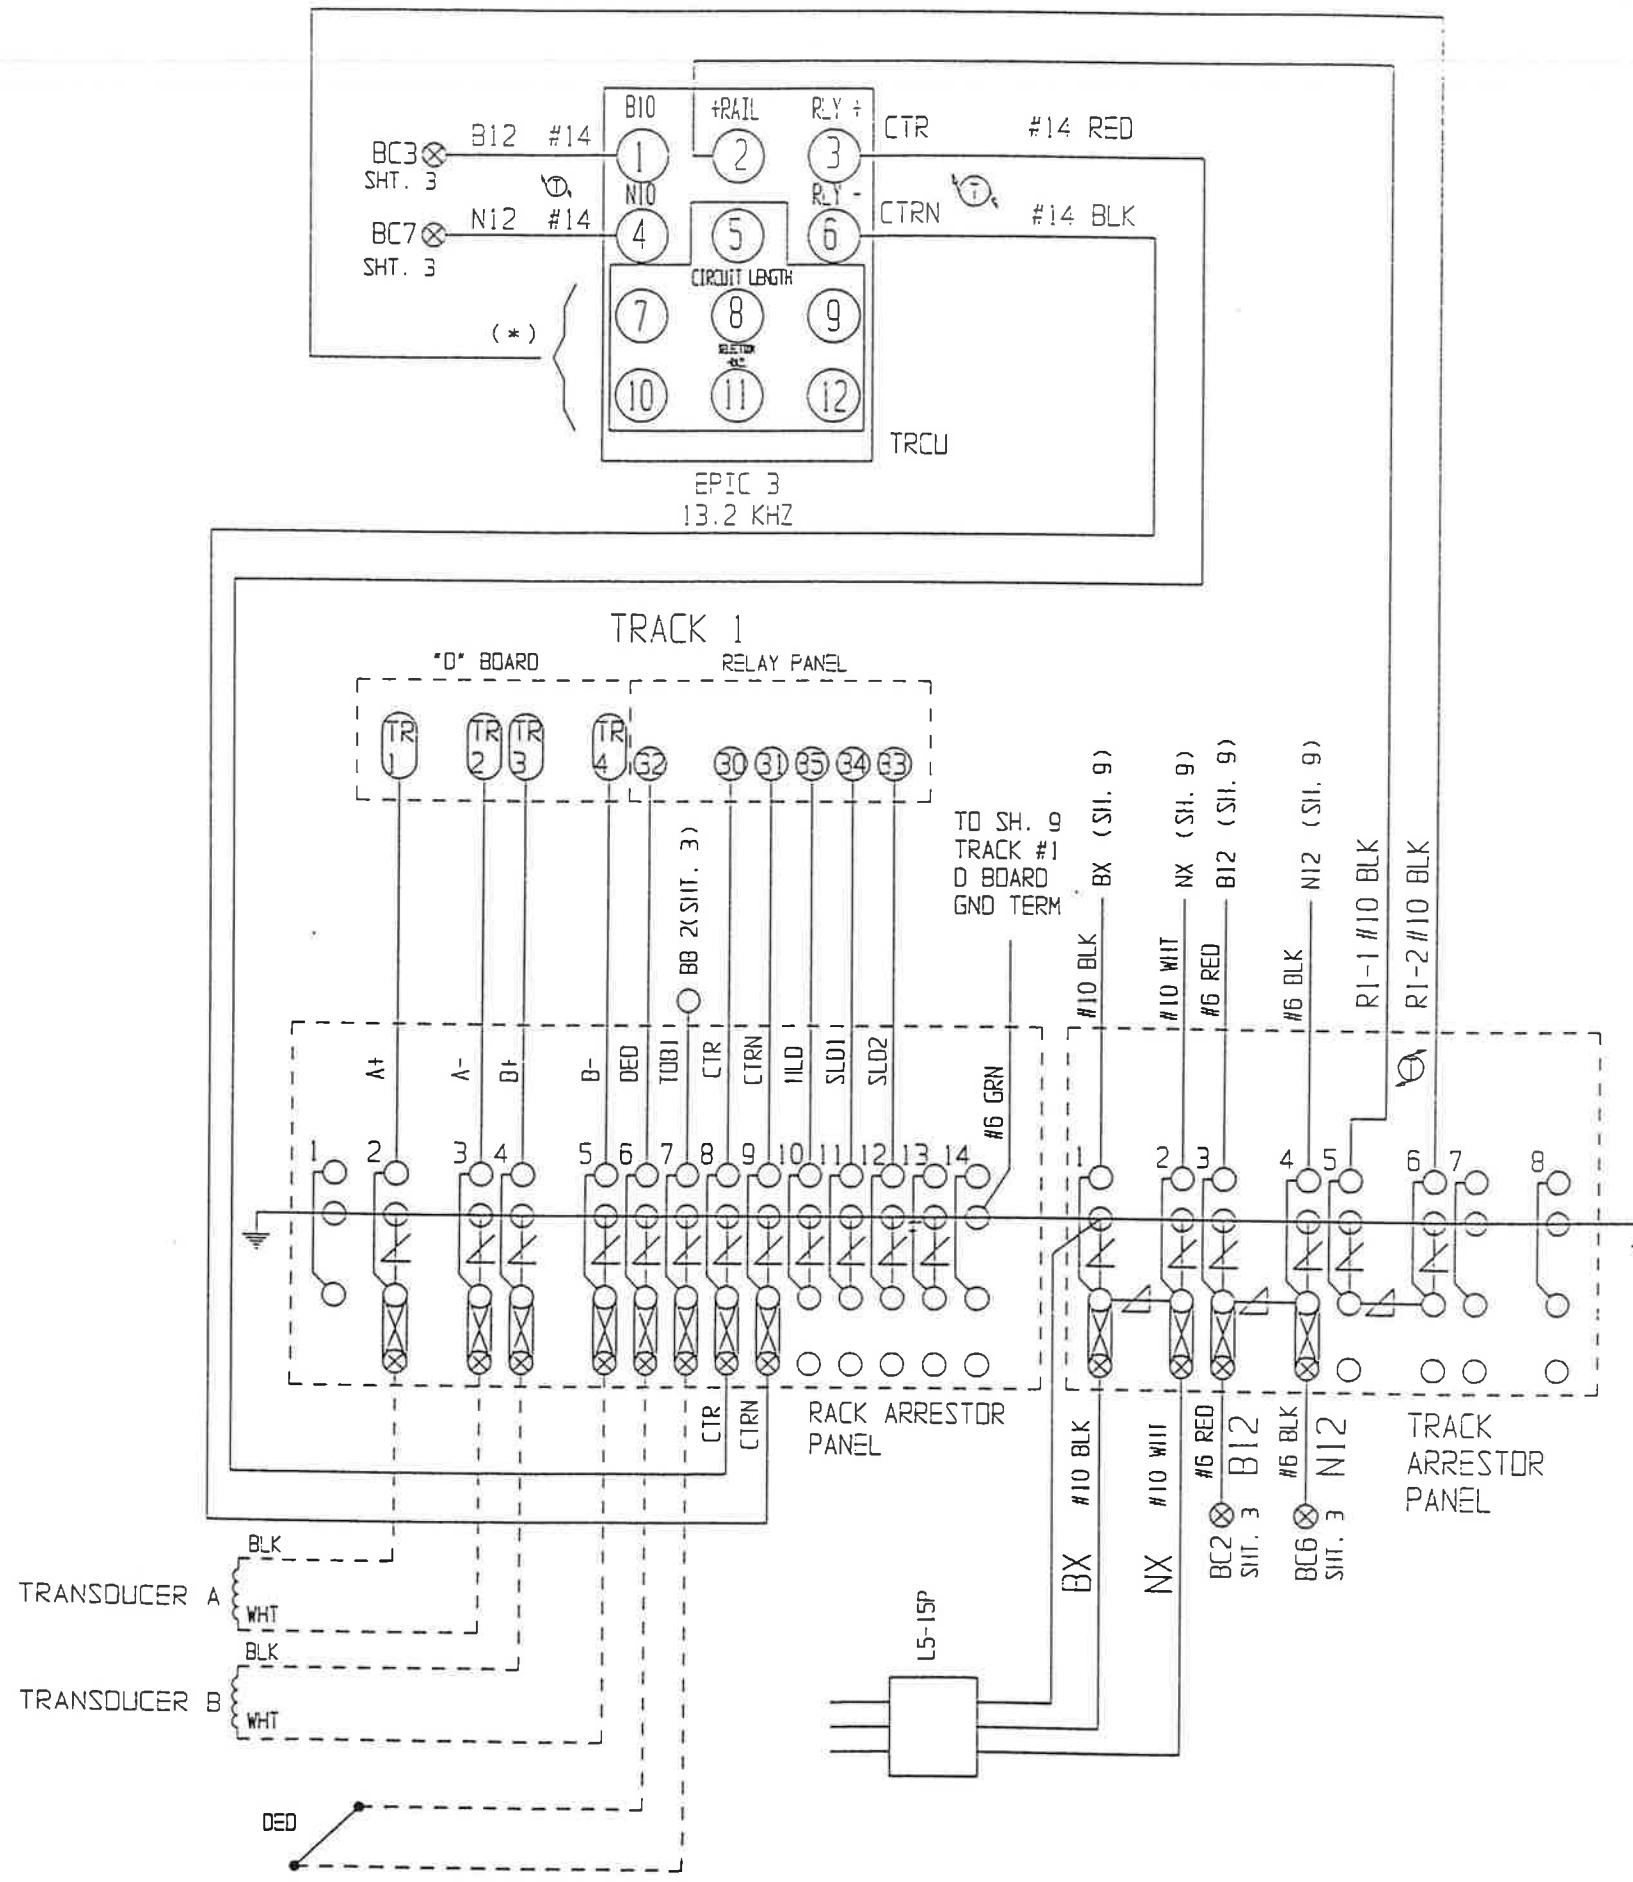 B10
+RAIL
RLY +
CTR
#14 RED
BC3
B12 #14
1
2
3
SHT. 3
T
N10
T
RLY -
CTRN
#14 BLK
BC7
N12 #14
4
5
6
SHT. 3
CIRCUIT LENGTH
7
8
9
(*)
SELECTION
10
11
12
TRCU
EPIC 3
13.2 KHZ
TRACK 1
"D" BOARD
RELAY PANEL
TR 1
TR 2
TR 3
TR 4
32
30
31
35
34
33
TO SH. 9
TRACK #1
D BOARD
GND TERM
BX (SH. 9)
NX (SH. 9)
B12 (SH. 9)
N12 (SH. 9)
R1-1 #10 BLK
R1-2 #10 BLK
BB 2(SHT. 3)
#10 BLK
#10 WHT
#6 RED
#6 BLK
A+
A-
B+
B-
DED
TOB1
CTR
CTRN
SLD1
SLD2
#6 GRN
1
2
3
4
5
6
7
8
9
10
11
12
13
14
1
2
3
4
5
6
7
8
CTR
CTRN
RACK ARRESTOR
PANEL
#10 BLK
#10 WHT
#6 RED
B12
#6 BLK
N12
TRACK
ARRESTOR
PANEL
BX
NX
BC2
SHT. 3
BC6
SHT. 3
BLK
TRANSDUCER A
WHT
BLK
TRANSDUCER B
WHT
L5-15P
DED